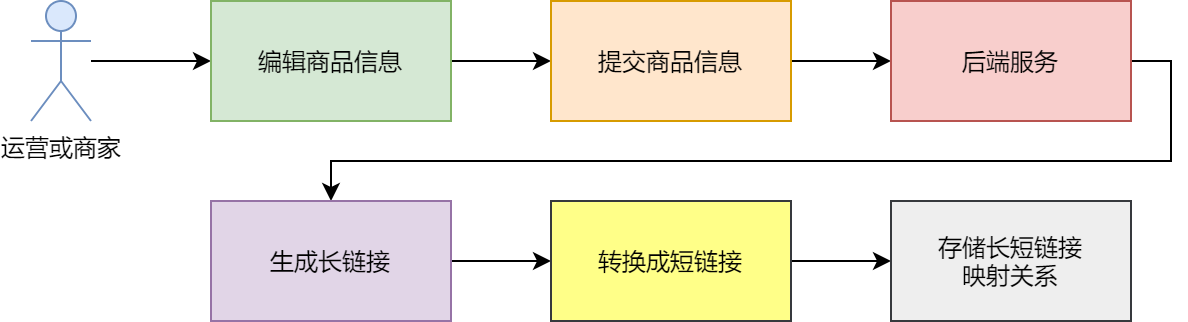 编辑商品信息
提交商品信息
后端服务
运营或商家
生成长链接
转换成短链接
存储长短链接
映射关系